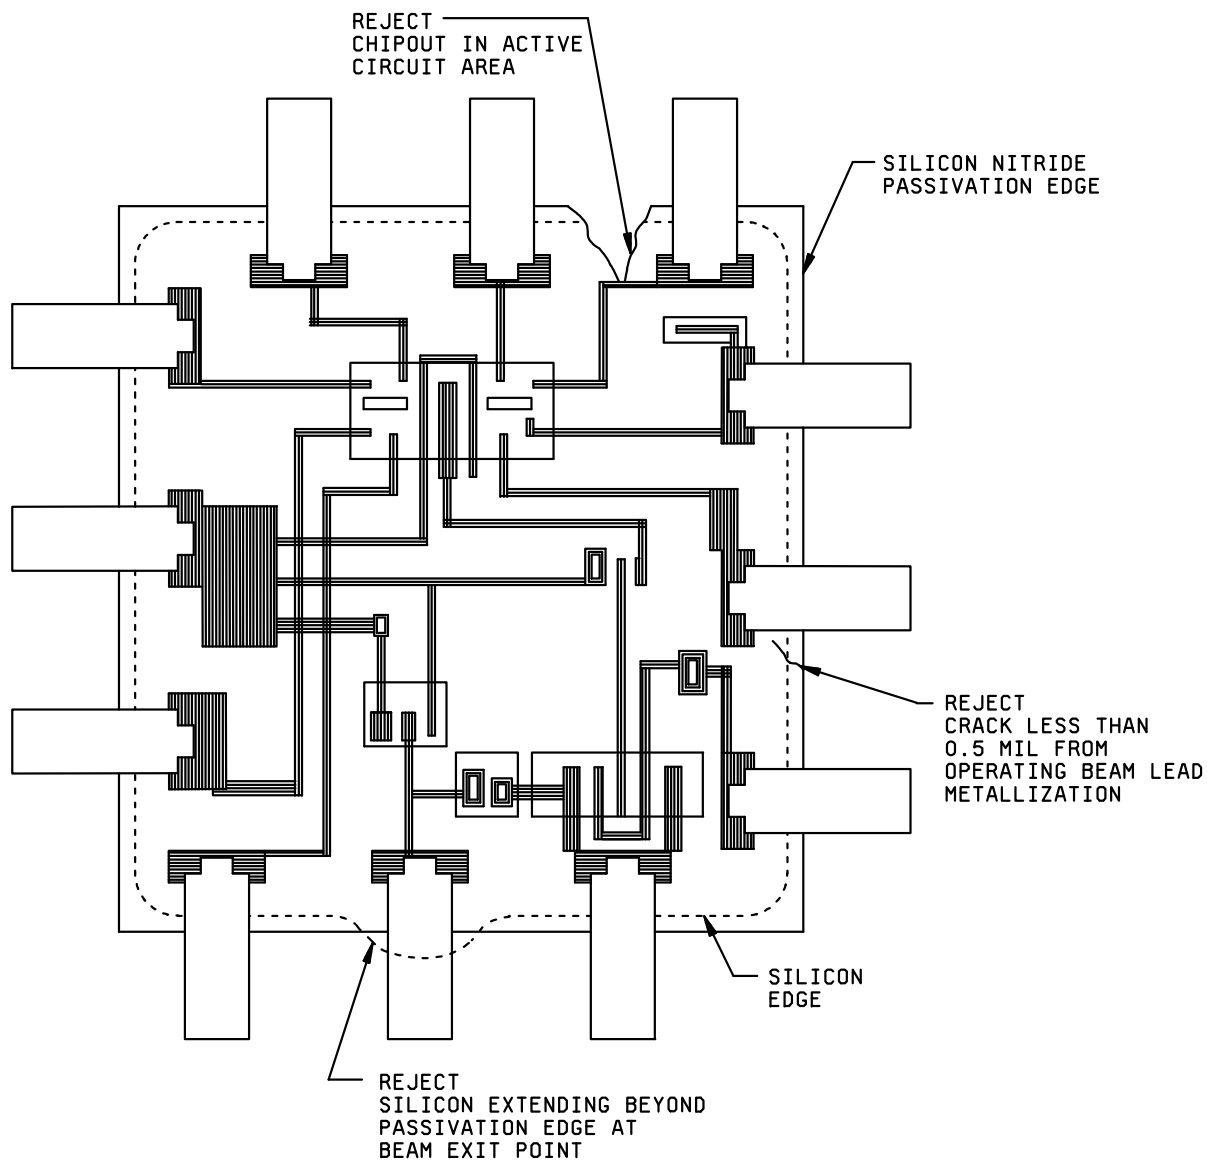 REJECT
CHIPOUT IN ACTIVE
CIRCUIT AREA
SILICON NITRIDE
PASSIVATION EDGE
REJECT
CRACK LESS THAN
0.5 MIL FROM
OPERATING BEAM LEAD
METALLIZATION
SILICON
EDGE
REJECT
SILICON EXTENDING BEYOND
PASSIVATION EDGE AT
BEAM EXIT POINT